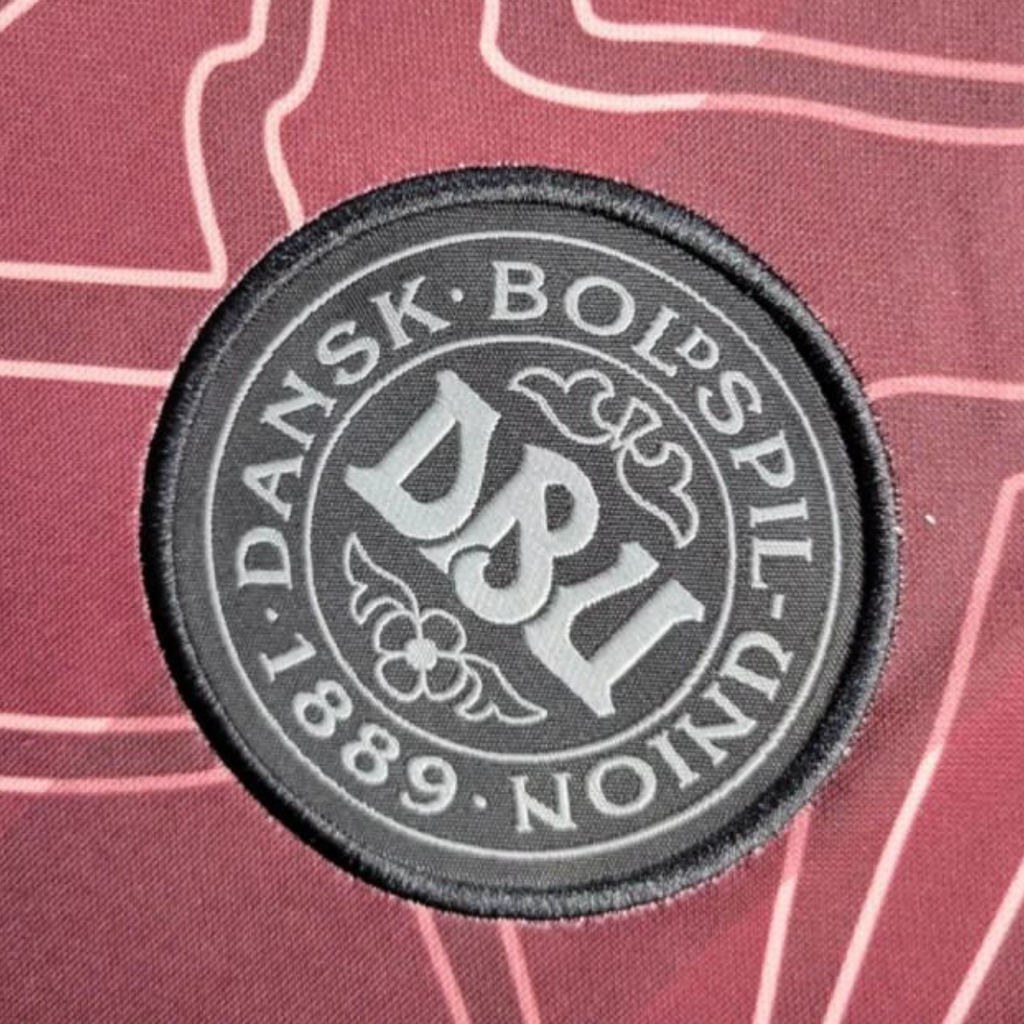 DANSK · BOLDSPIL-UNION · 1889 ·
DBU